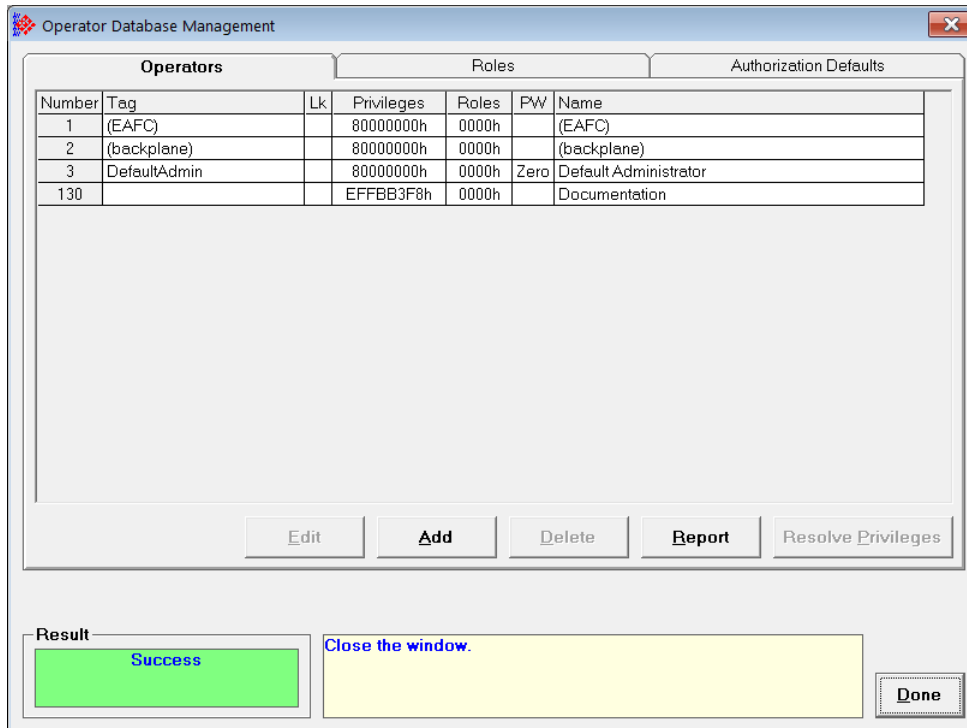 Operator Database Management
Operators Roles Authorization Defaults
Number Tag Lk Privileges Roles PW Name
1 (EAFC) 80000000h 0000h (EAFC)
2 (backplane) 80000000h 0000h (backplane)
3 DefaultAdmin 80000000h 0000h Zero Default Administrator
130 EFFBB3F8h 0000h Documentation
Edit Add Delete Report Resolve Privileges
Result
Success
Close the window.
Done